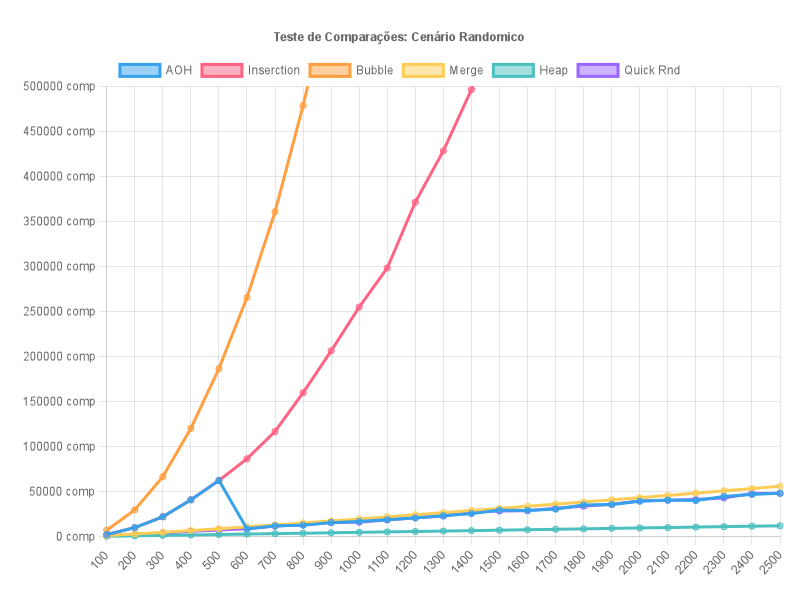 Teste de Comparações: Cenário Randomico
AOH Inserction Bubble Merge Heap Quick Rnd
500000 comp
450000 comp
400000 comp
350000 comp
300000 comp
250000 comp
200000 comp
150000 comp
100000 comp
50000 comp
0 comp
100 200 300 400 500 600 700 800 900 1000 1100 1200 1300 1400 1500 1600 1700 1800 1900 2000 2100 2200 2300 2400 2500